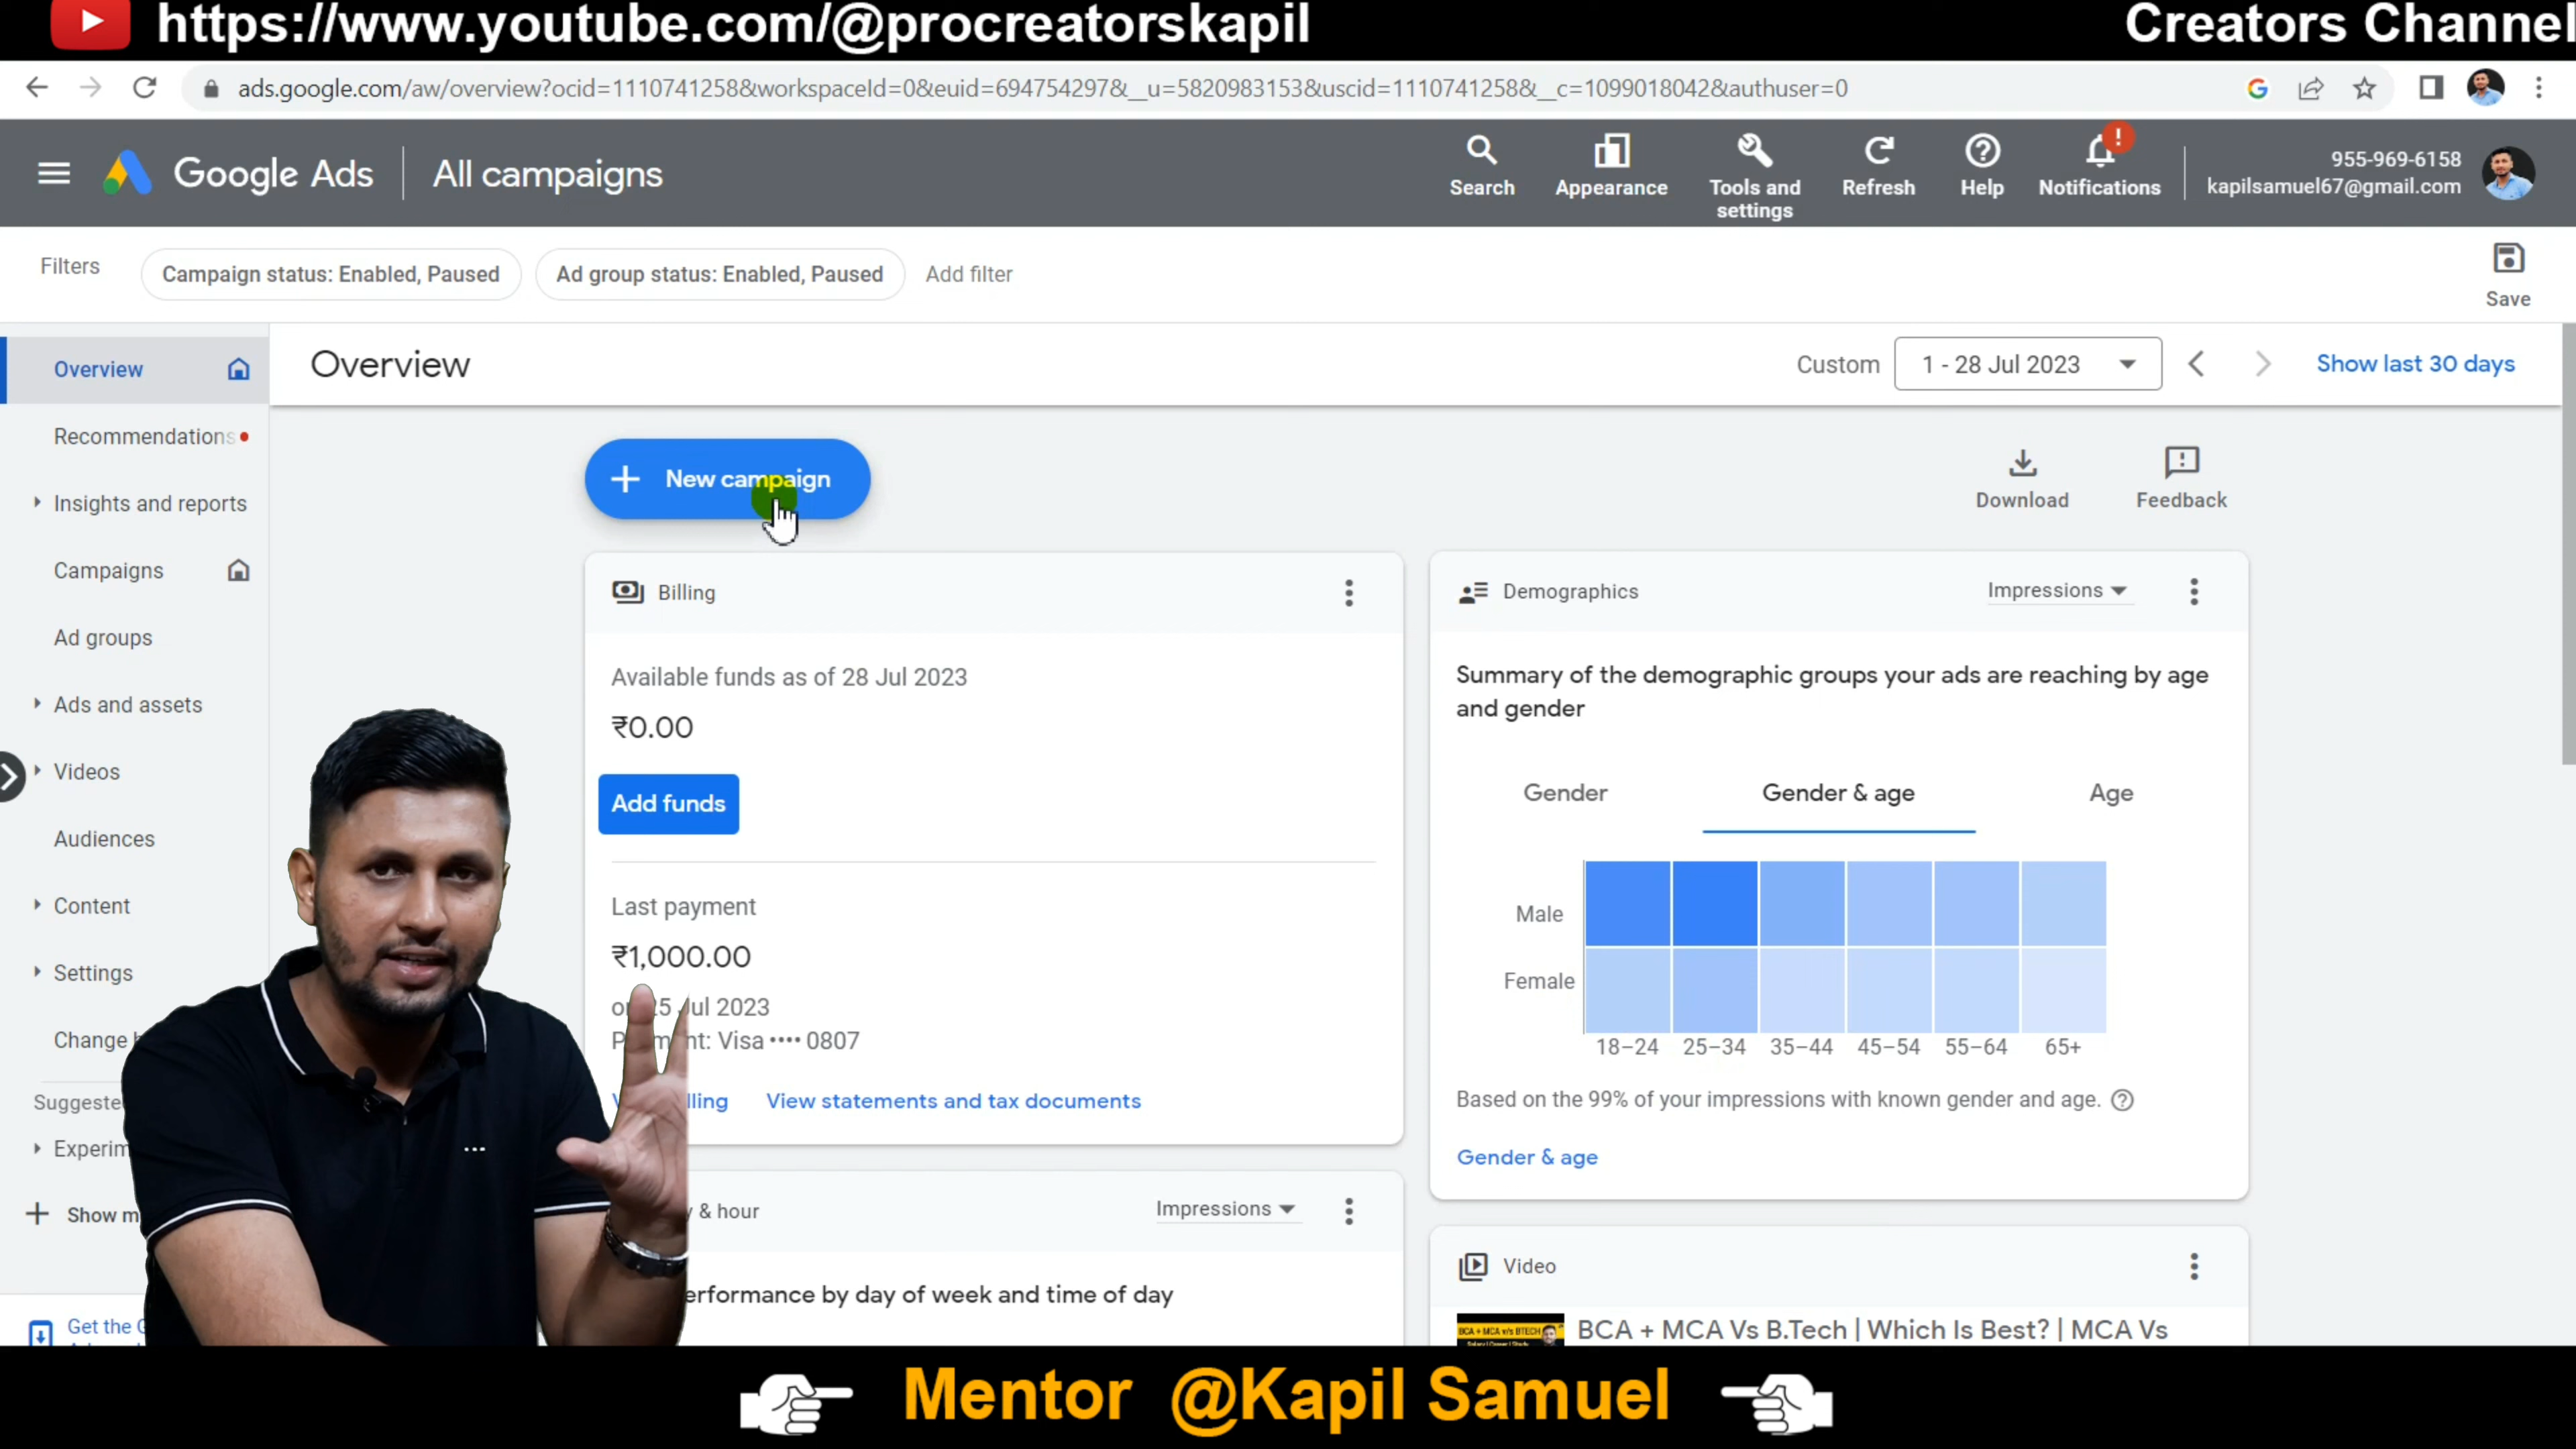 https://www.youtube.com/@procreatorskapil
Creators Channel
ads.google.com/aw/overview?ocid=1110741258&workspaceId=0&euid=694754297&__u=5820983153&uscid=1110741258&__c=1099018042&authuser=0
Google Ads
All campaigns
Search
Appearance
Tools and settings
Refresh
Help
Notifications
955-969-6158
kapilsamuel67@gmail.com
Filters
Campaign status: Enabled, Paused
Ad group status: Enabled, Paused
Add filter
Save
Overview
Recommendations
Insights and reports
Campaigns
Ad groups
Ads and assets
Videos
Audiences
Content
Settings
Change
Show
Get the
Overview
Custom
1 - 28 Jul 2023
Show last 30 days
New campaign
Download
Feedback
Billing
Available funds as of 28 Jul 2023
₹0.00
Add funds
Last payment
₹1,000.00
Jul 2023
Visa •••• 0807
View statements and tax documents
& hour
Impressions
by day of week and time of day
Demographics
Impressions
Summary of the demographic groups your ads are reaching by age
and gender
Gender
Gender & age
Age
Male
Female
18–24 25–34 35–44 45–54 55–64 65+
Based on the 99% of your impressions with known gender and age.
Gender & age
Video
BCA + MCA v/s BTECH
BCA + MCA Vs B.Tech | Which Is Best? | MCA Vs
Mentor @Kapil Samuel